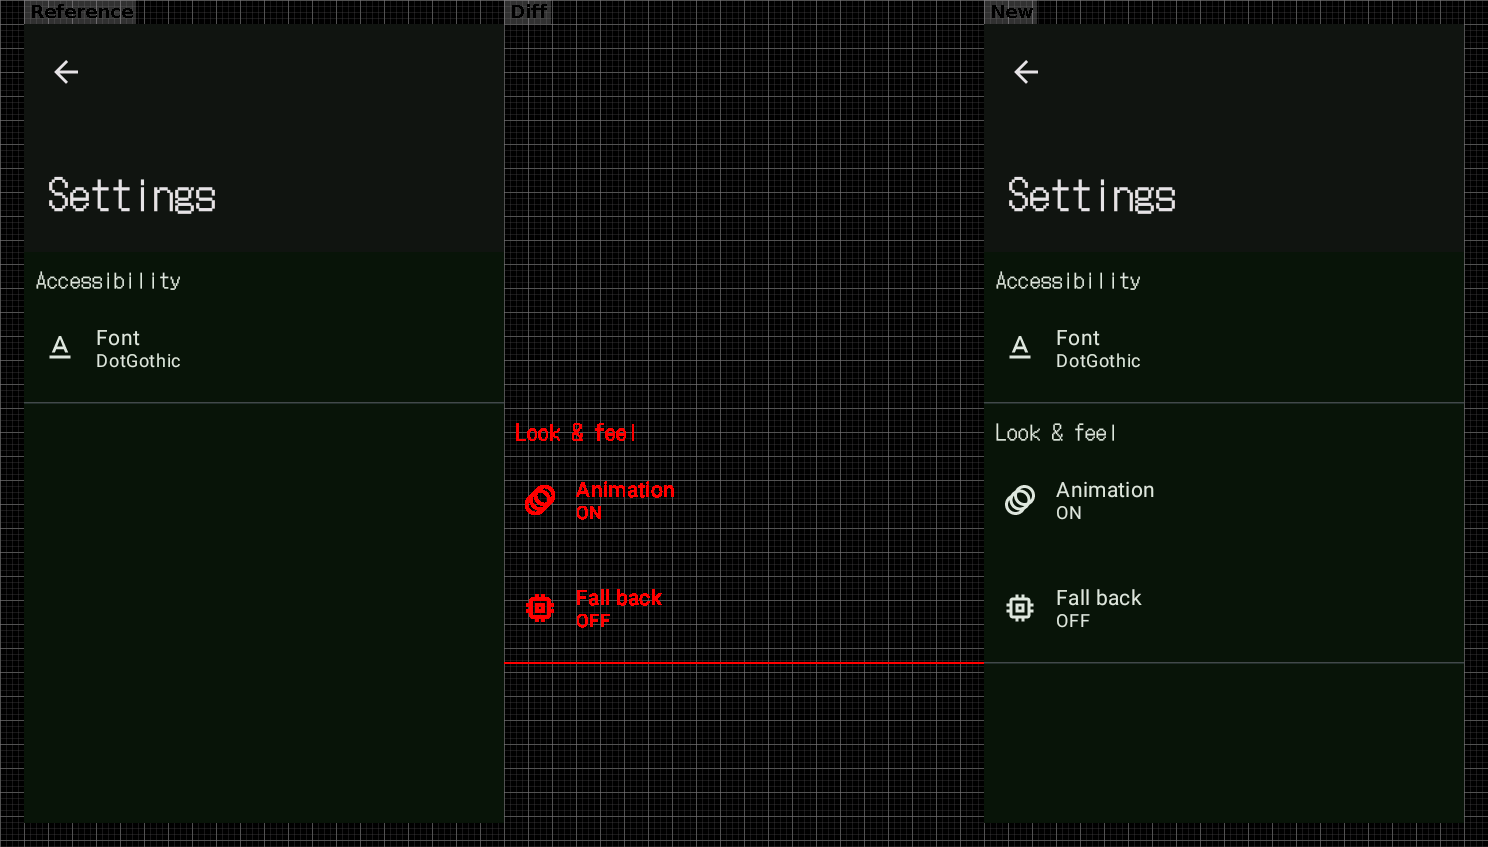 Reference
Diff
New
Settings
Accessibility
Font
DotGothic
Look & feel
Animation
ON
Fall back
OFF
Settings
Accessibility
Font
DotGothic
Look & feel
Animation
ON
Fall back
OFF